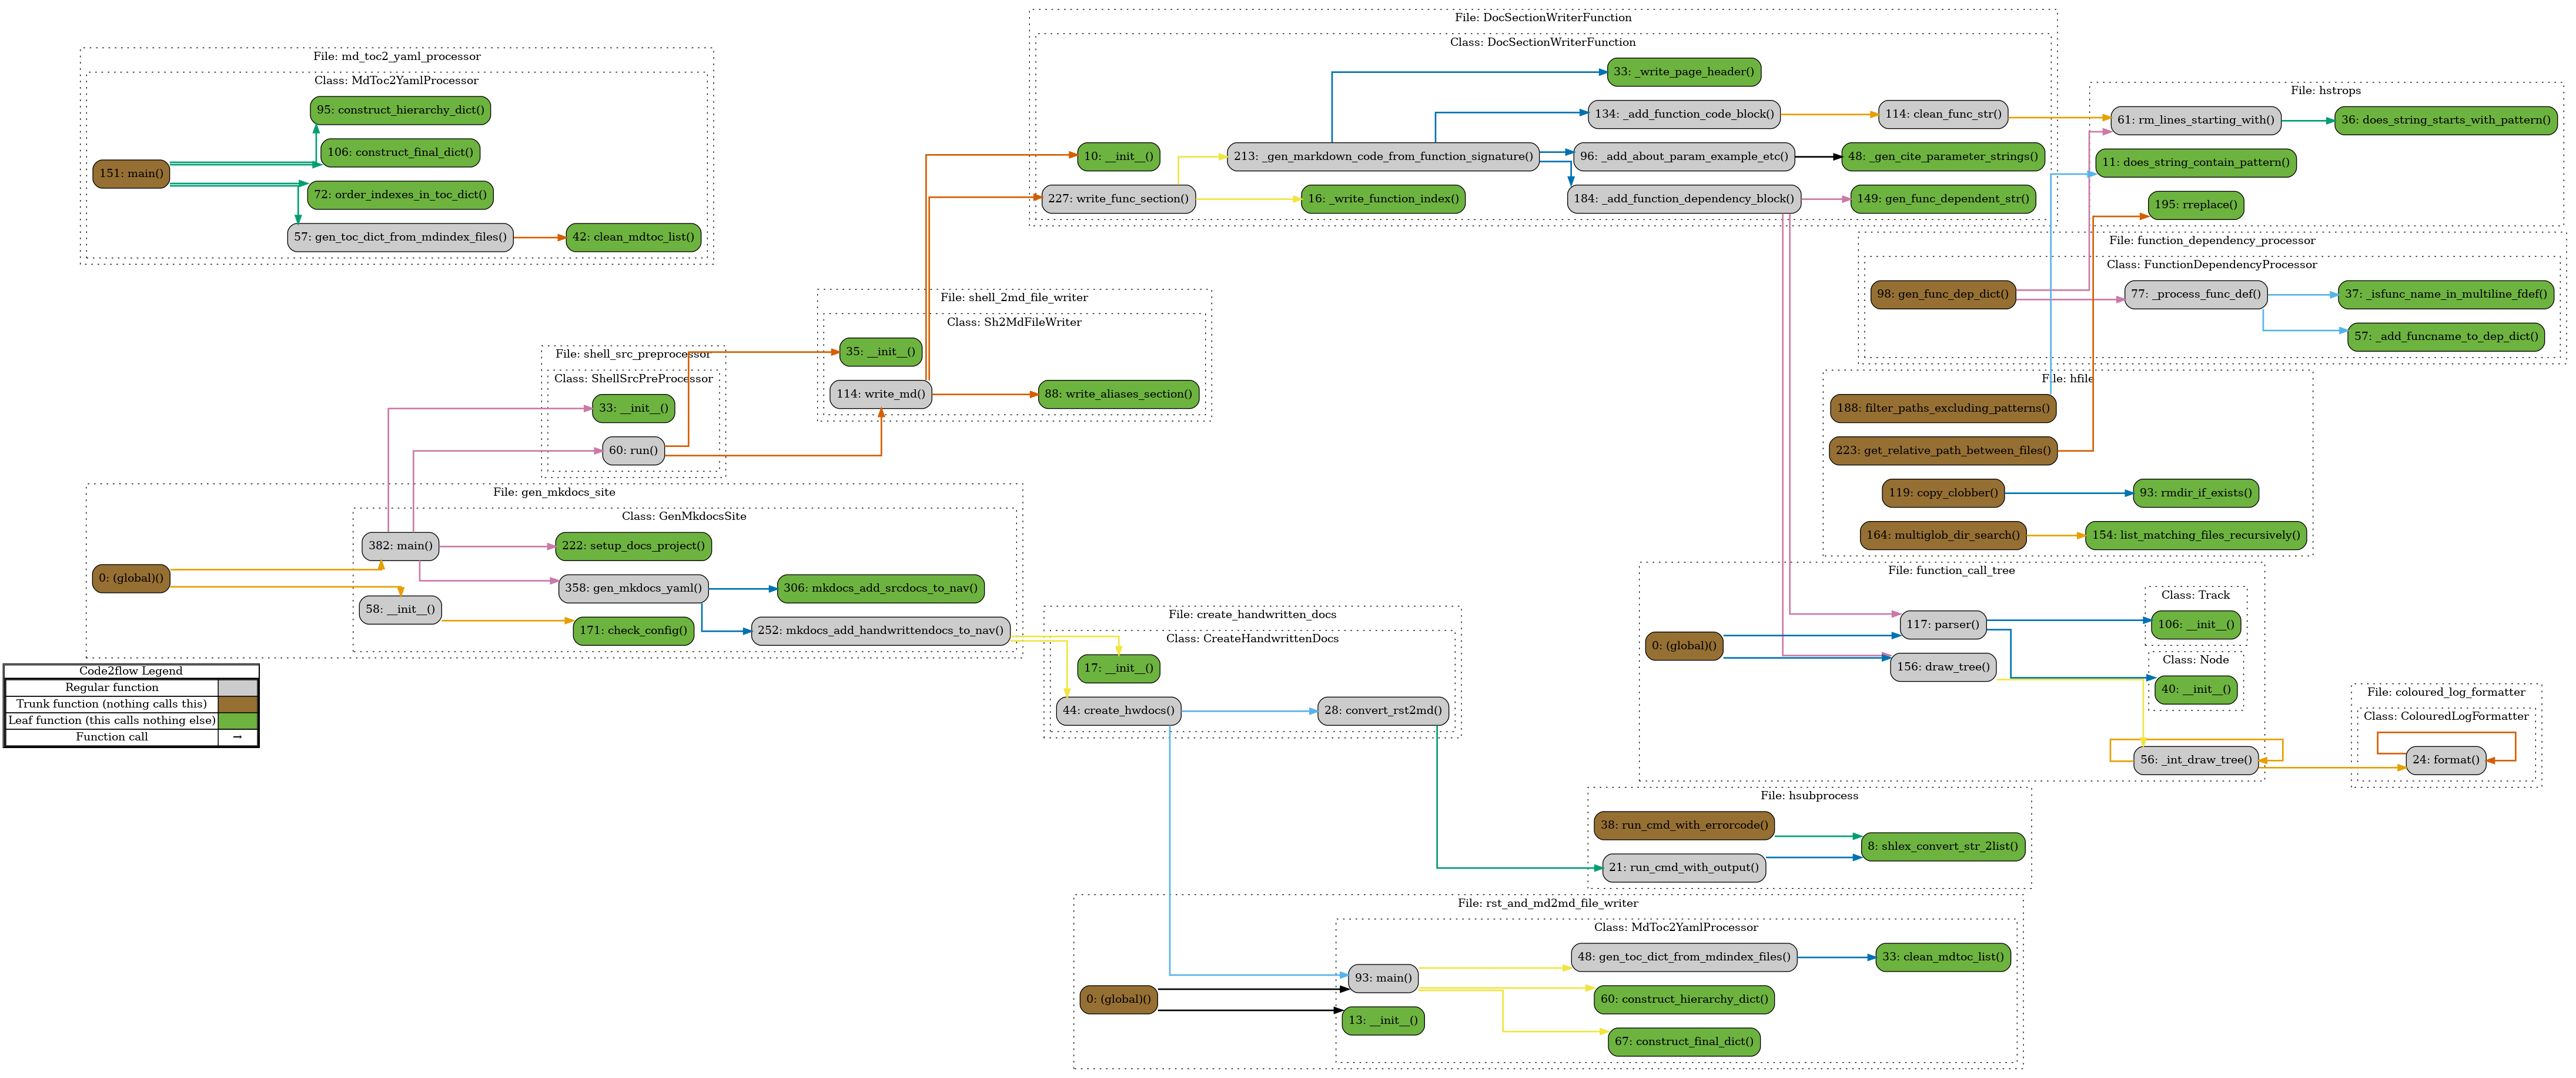 File: md_toc2_yaml_processor
Class: MdToc2YamlProcessor
95: construct_hierarchy_dict()
106: construct_final_dict()
151: main()
72: order_indexes_in_toc_dict()
57: gen_toc_dict_from_mdindex_files()
42: clean_mdtoc_list()
File: DocSectionWriterFunction
Class: DocSectionWriterFunction
33: _write_page_header()
134: _add_function_code_block()
114: clean_func_str()
10: __init__()
213: _gen_markdown_code_from_function_signature()
96: _add_about_param_example_etc()
48: _gen_cite_parameter_strings()
227: write_func_section()
16: _write_function_index()
184: _add_function_dependency_block()
149: gen_func_dependent_str()
File: hstrops
61: rm_lines_starting_with()
36: does_string_starts_with_pattern()
11: does_string_contain_pattern()
195: rreplace()
File: function_dependency_processor
Class: FunctionDependencyProcessor
98: gen_func_dep_dict()
77: _process_func_def()
37: _isfunc_name_in_multiline_fdef()
57: _add_funcname_to_dep_dict()
File: shell_2md_file_writer
Class: Sh2MdFileWriter
35: __init__()
114: write_md()
88: write_aliases_section()
File: shell_src_preprocessor
Class: ShellSrcPreProcessor
33: __init__()
60: run()
File: hfile
188: filter_paths_excluding_patterns()
223: get_relative_path_between_files()
119: copy_clobber()
93: rmdir_if_exists()
164: multiglob_dir_search()
154: list_matching_files_recursively()
File: gen_mkdocs_site
Class: GenMkdocsSite
382: main()
222: setup_docs_project()
0: (global)()
358: gen_mkdocs_yaml()
306: mkdocs_add_srcdocs_to_nav()
58: __init__()
171: check_config()
252: mkdocs_add_handwrittendocs_to_nav()
File: create_handwritten_docs
Class: CreateHandwrittenDocs
17: __init__()
44: create_hwdocs()
28: convert_rst2md()
File: function_call_tree
Class: Track
106: __init__()
117: parser()
0: (global)()
156: draw_tree()
Class: Node
40: __init__()
56: _int_draw_tree()
File: coloured_log_formatter
Class: ColouredLogFormatter
24: format()
Code2flow Legend
Regular function
Trunk function (nothing calls this)
Leaf function (this calls nothing else)
Function call →
File: hsubprocess
38: run_cmd_with_errorcode()
8: shlex_convert_str_2list()
21: run_cmd_with_output()
File: rst_and_md2md_file_writer
Class: MdToc2YamlProcessor
48: gen_toc_dict_from_mdindex_files()
33: clean_mdtoc_list()
93: main()
0: (global)()
60: construct_hierarchy_dict()
13: __init__()
67: construct_final_dict()